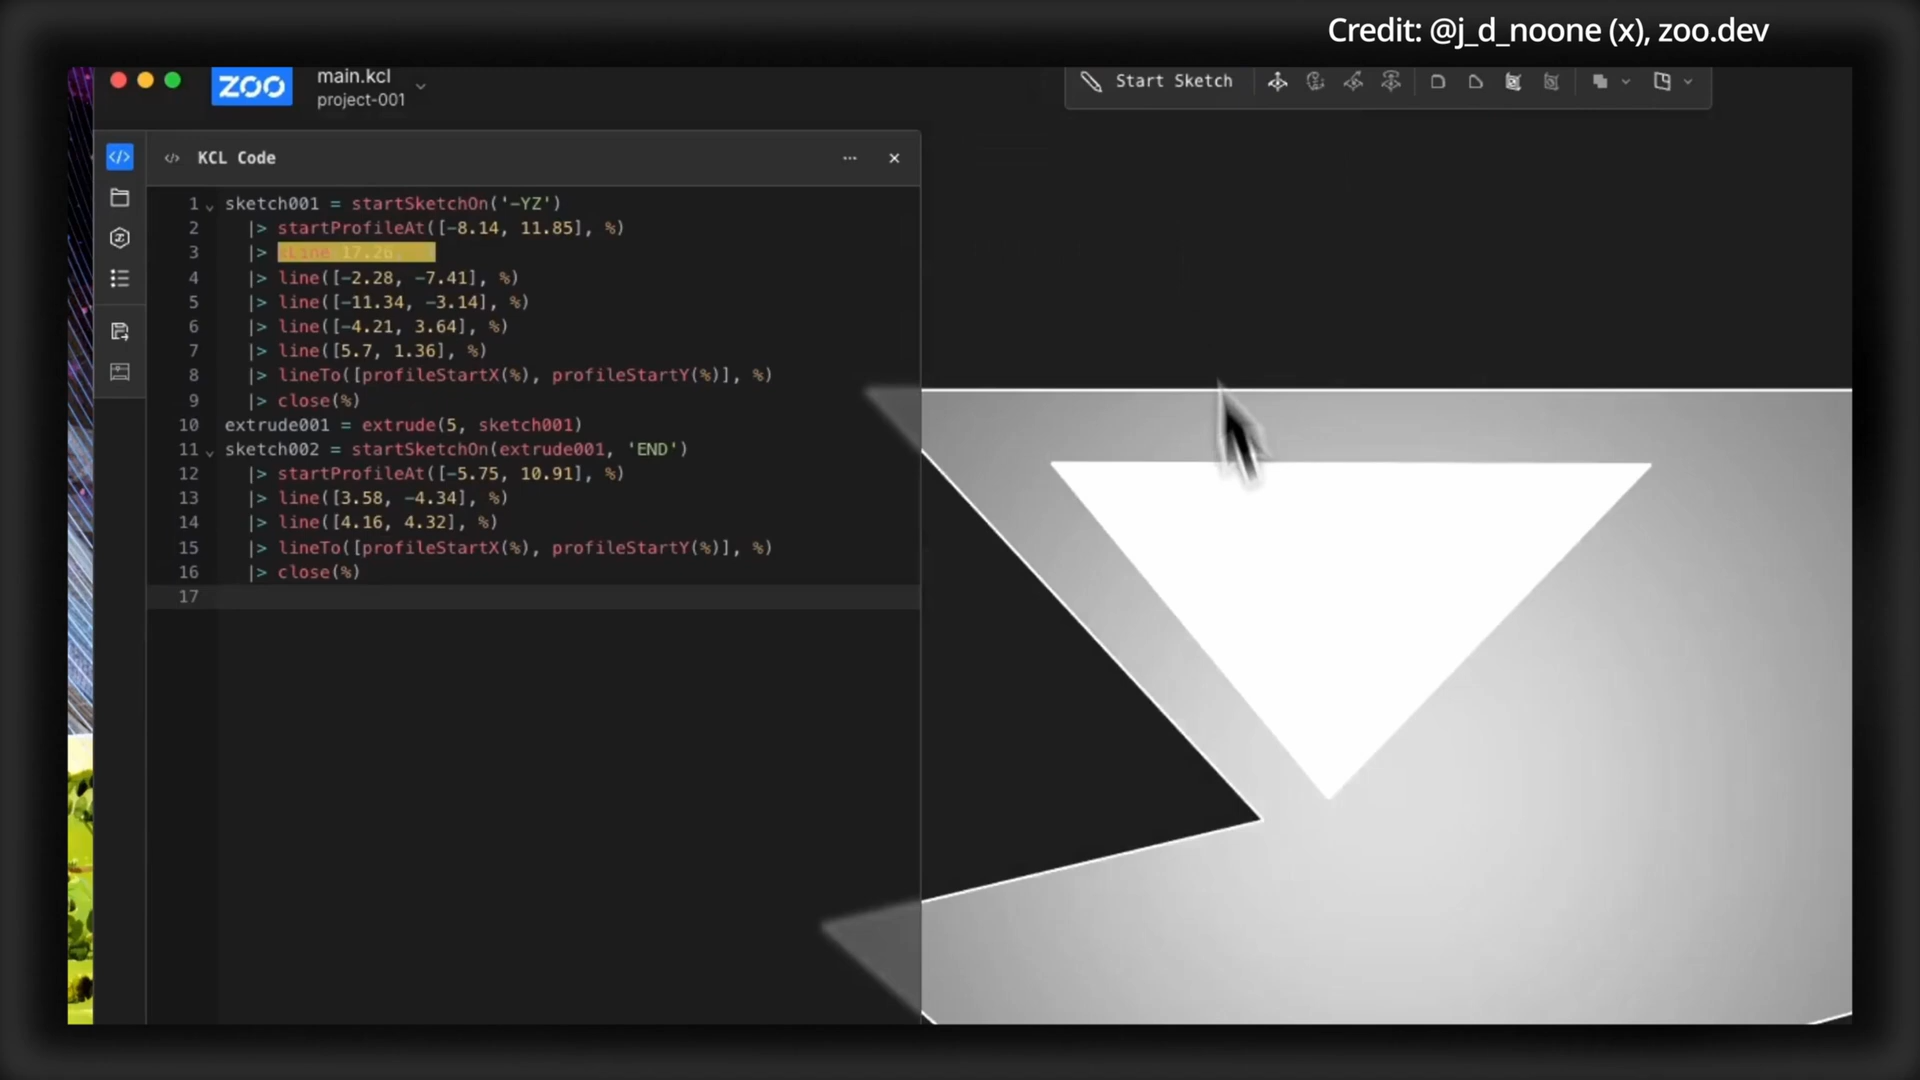 Credit: @j_d_noone (x), zoo.dev
ZOO
main.kcl
project-001
Start Sketch
KCL Code
1 sketch001 = startSketchOn('-YZ')
2 |> startProfileAt([-8.14, 11.85], %)
3 |> xLine 17.26
4 |> line([-2.28, -7.41], %)
5 |> line([-11.34, -3.14], %)
6 |> line([-4.21, 3.64], %)
7 |> line([5.7, 1.36], %)
8 |> lineTo([profileStartX(%), profileStartY(%)], %)
9 |> close(%)
10 extrude001 = extrude(5, sketch001)
11 sketch002 = startSketchOn(extrude001, 'END')
12 |> startProfileAt([-5.75, 10.91], %)
13 |> line([3.58, -4.34], %)
14 |> line([4.16, 4.32], %)
15 |> lineTo([profileStartX(%), profileStartY(%)], %)
16 |> close(%)
17